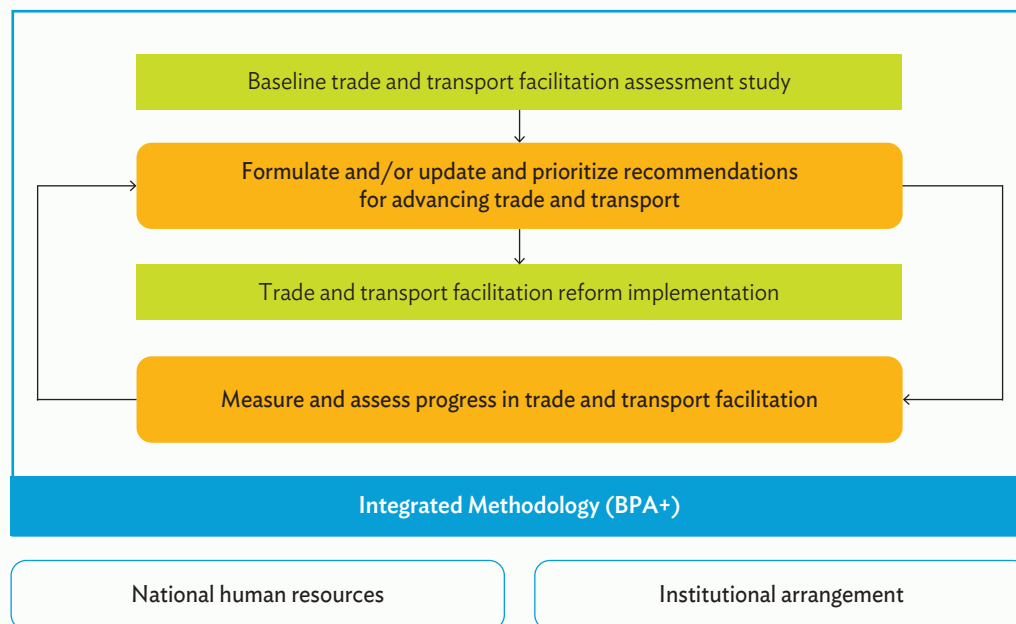 Baseline trade and transport facilitation assessment study
Formulate and/or update and prioritize recommendations
for advancing trade and transport
Trade and transport facilitation reform implementation
Measure and assess progress in trade and transport facilitation
Integrated Methodology (BPA+)
National human resources
Institutional arrangement